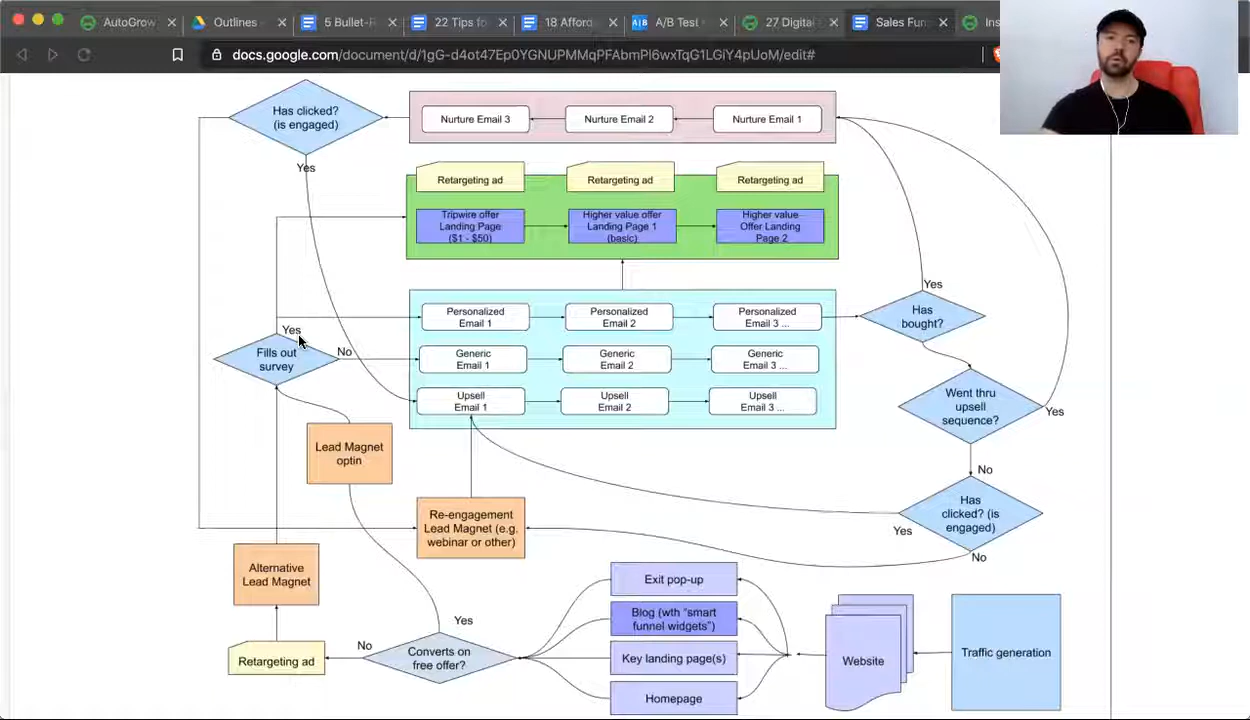 AutoGrow
Outlines
5 Bullet-
22 Tips fo
18 Affor
A|B
A/B Test
27 Digital
Sales Fun
Ins
docs.google.com/document/d/1gG-d4ot47Ep0YGNUPMMqPFAbmPl6wxTqG1LGiY4pUoM/edit#
Has clicked?
(is engaged)
Nurture Email 3
Nurture Email 2
Nurture Email 1
Yes
Retargeting ad
Retargeting ad
Retargeting ad
Tripwire offer
Landing Page
($1 - $50)
Higher value offer
Landing Page 1
(basic)
Higher value
Offer Landing
Page 2
Yes
Personalized
Email 1
Personalized
Email 2
Personalized
Email 3 ...
Has
bought?
Yes
Fills out
survey
No
Generic
Email 1
Generic
Email 2
Generic
Email 3 ...
Upsell
Email 1
Upsell
Email 2
Upsell
Email 3 ...
Went thru
upsell
sequence?
Yes
Lead Magnet
optin
No
Re-engagement
Lead Magnet (e.g.
webinar or other)
Has
clicked? (is
engaged)
Yes
No
Alternative
Lead Magnet
Exit pop-up
Blog (wth “smart
funnel widgets”)
Key landing page(s)
Homepage
Yes
No
Converts on
free offer?
Retargeting ad
Website
Traffic generation